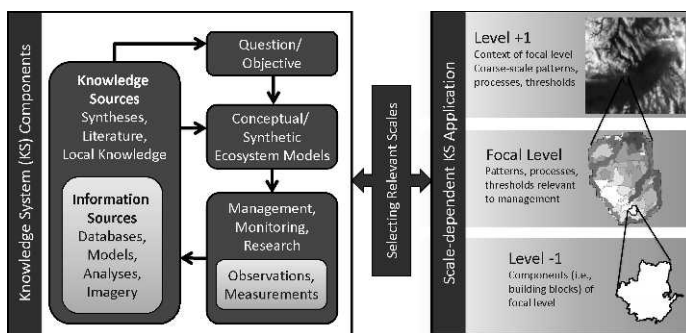 Knowledge System (KS) Components
Knowledge
Sources
Syntheses,
Literature,
Local Knowledge
Information
Sources
Databases,
Models,
Analyses,
Imagery
Question/
Objective
Conceptual/
Synthetic
Ecosystem Models
Management,
Monitoring,
Research
Observations,
Measurements
Selecting Relevant Scales
Scale-dependent KS Application
Level +1
Context of focal level
Coarse-scale patterns,
processes, thresholds
Focal Level
Patterns, processes,
thresholds relevant
to management
Level -1
Components (i.e.,
building blocks) of
focal level